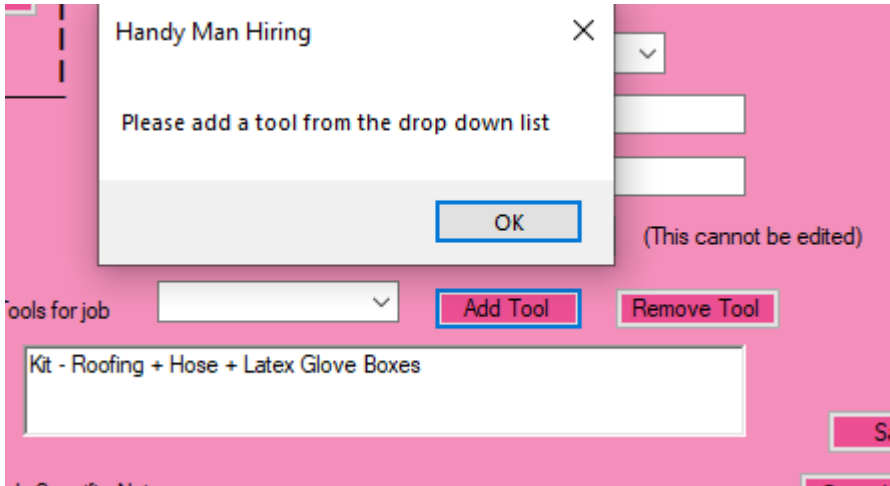 Handy Man Hiring
Please add a tool from the drop down list
OK
(This cannot be edited)
for job
Add Tool
Remove Tool
Kit - Roofing + Hose + Latex Glove Boxes